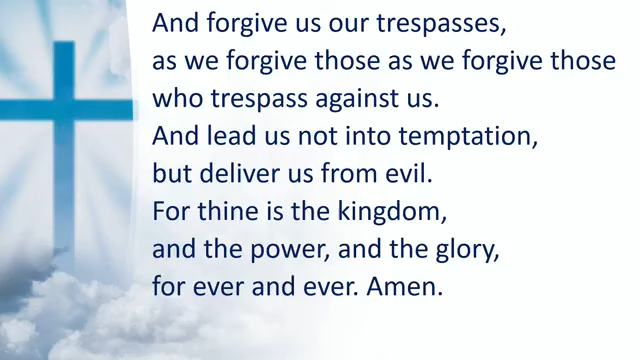 And forgive us our trespasses,
as we forgive those as we forgive those
who trespass against us.
And lead us not into temptation,
but deliver us from evil.
For thine is the kingdom,
and the power, and the glory,
for ever and ever. Amen.